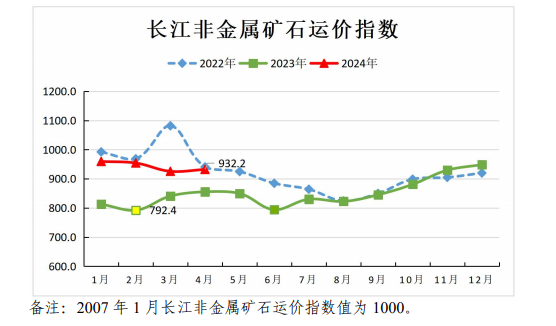 长江非金属矿石运价指数
2022年 2023年 2024年
1200.0
1100.0
1000.0
900.0
800.0
700.0
600.0
932.2
792.4
1月 2月 3月 4月 5月 6月 7月 8月 9月 10月 11月 12月
备注：2007 年 1 月长江非金属矿石运价指数值为 1000。